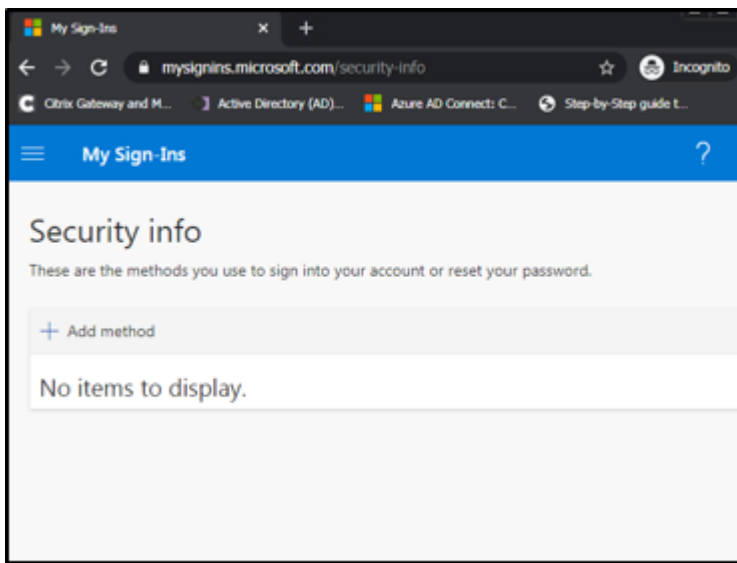 My Sign-Ins
mysignins.microsoft.com/security-info
Incognito
Citrix Gateway and M... Active Directory (AD)... Azure AD Connect: C... Step-by-Step guide t...
My Sign-Ins ?
Security info
These are the methods you use to sign into your account or reset your password.
+ Add method
No items to display.